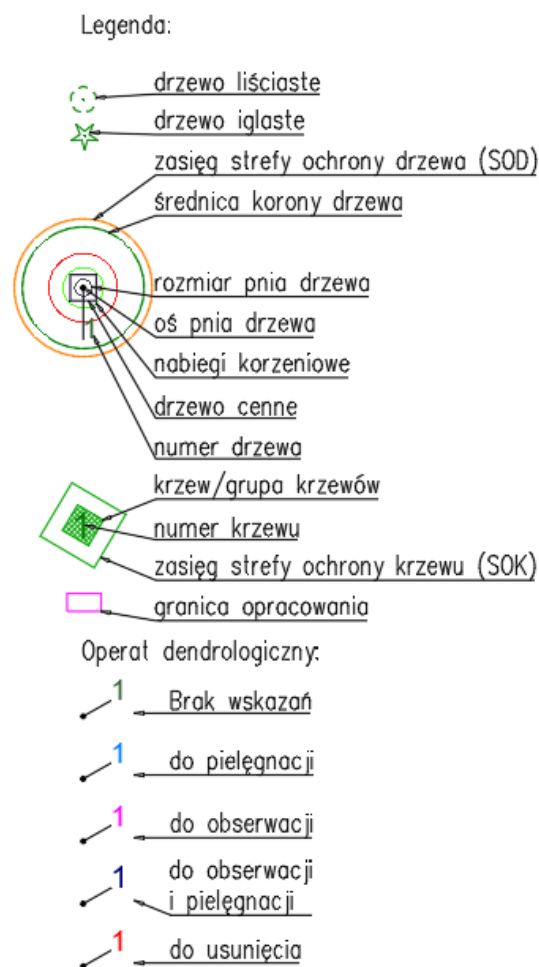 Legenda:
drzewo liściaste
drzewo iglaste
zasięg strefy ochrony drzewa (SOD)
średnica korony drzewa
rozmiar pnia drzewa
oś pnia drzewa
1
nabiegi korzeniowe
drzewo cenne
numer drzewa
krzew/grupa krzewów
1 numer krzewu
zasięg strefy ochrony krzewu (SOK)
granica opracowania
Operat dendrologiczny:
1 Brak wskazań
1 do pielęgnacji
1 do obserwacji
1 do obserwacji
i pielęgnacji
1 do usunięcia